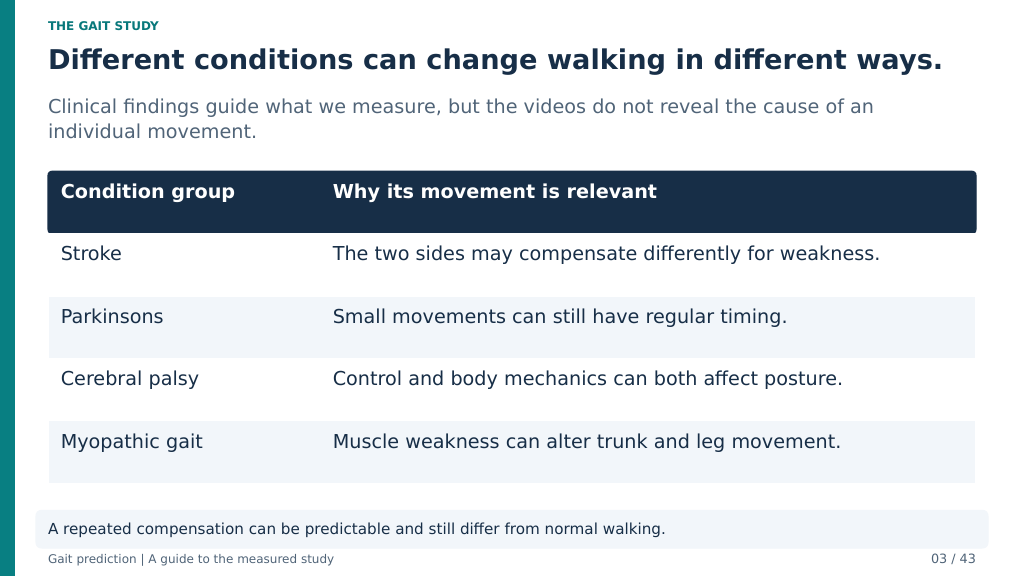 THE GAIT STUDY
Different conditions can change walking in different ways.
Clinical findings guide what we measure, but the videos do not reveal the cause of an
individual movement.
Condition group Why its movement is relevant
Stroke The two sides may compensate differently for weakness.
Parkinsons Small movements can still have regular timing.
Cerebral palsy Control and body mechanics can both affect posture.
Myopathic gait Muscle weakness can alter trunk and leg movement.
A repeated compensation can be predictable and still differ from normal walking.
Gait prediction | A guide to the measured study 03 / 43